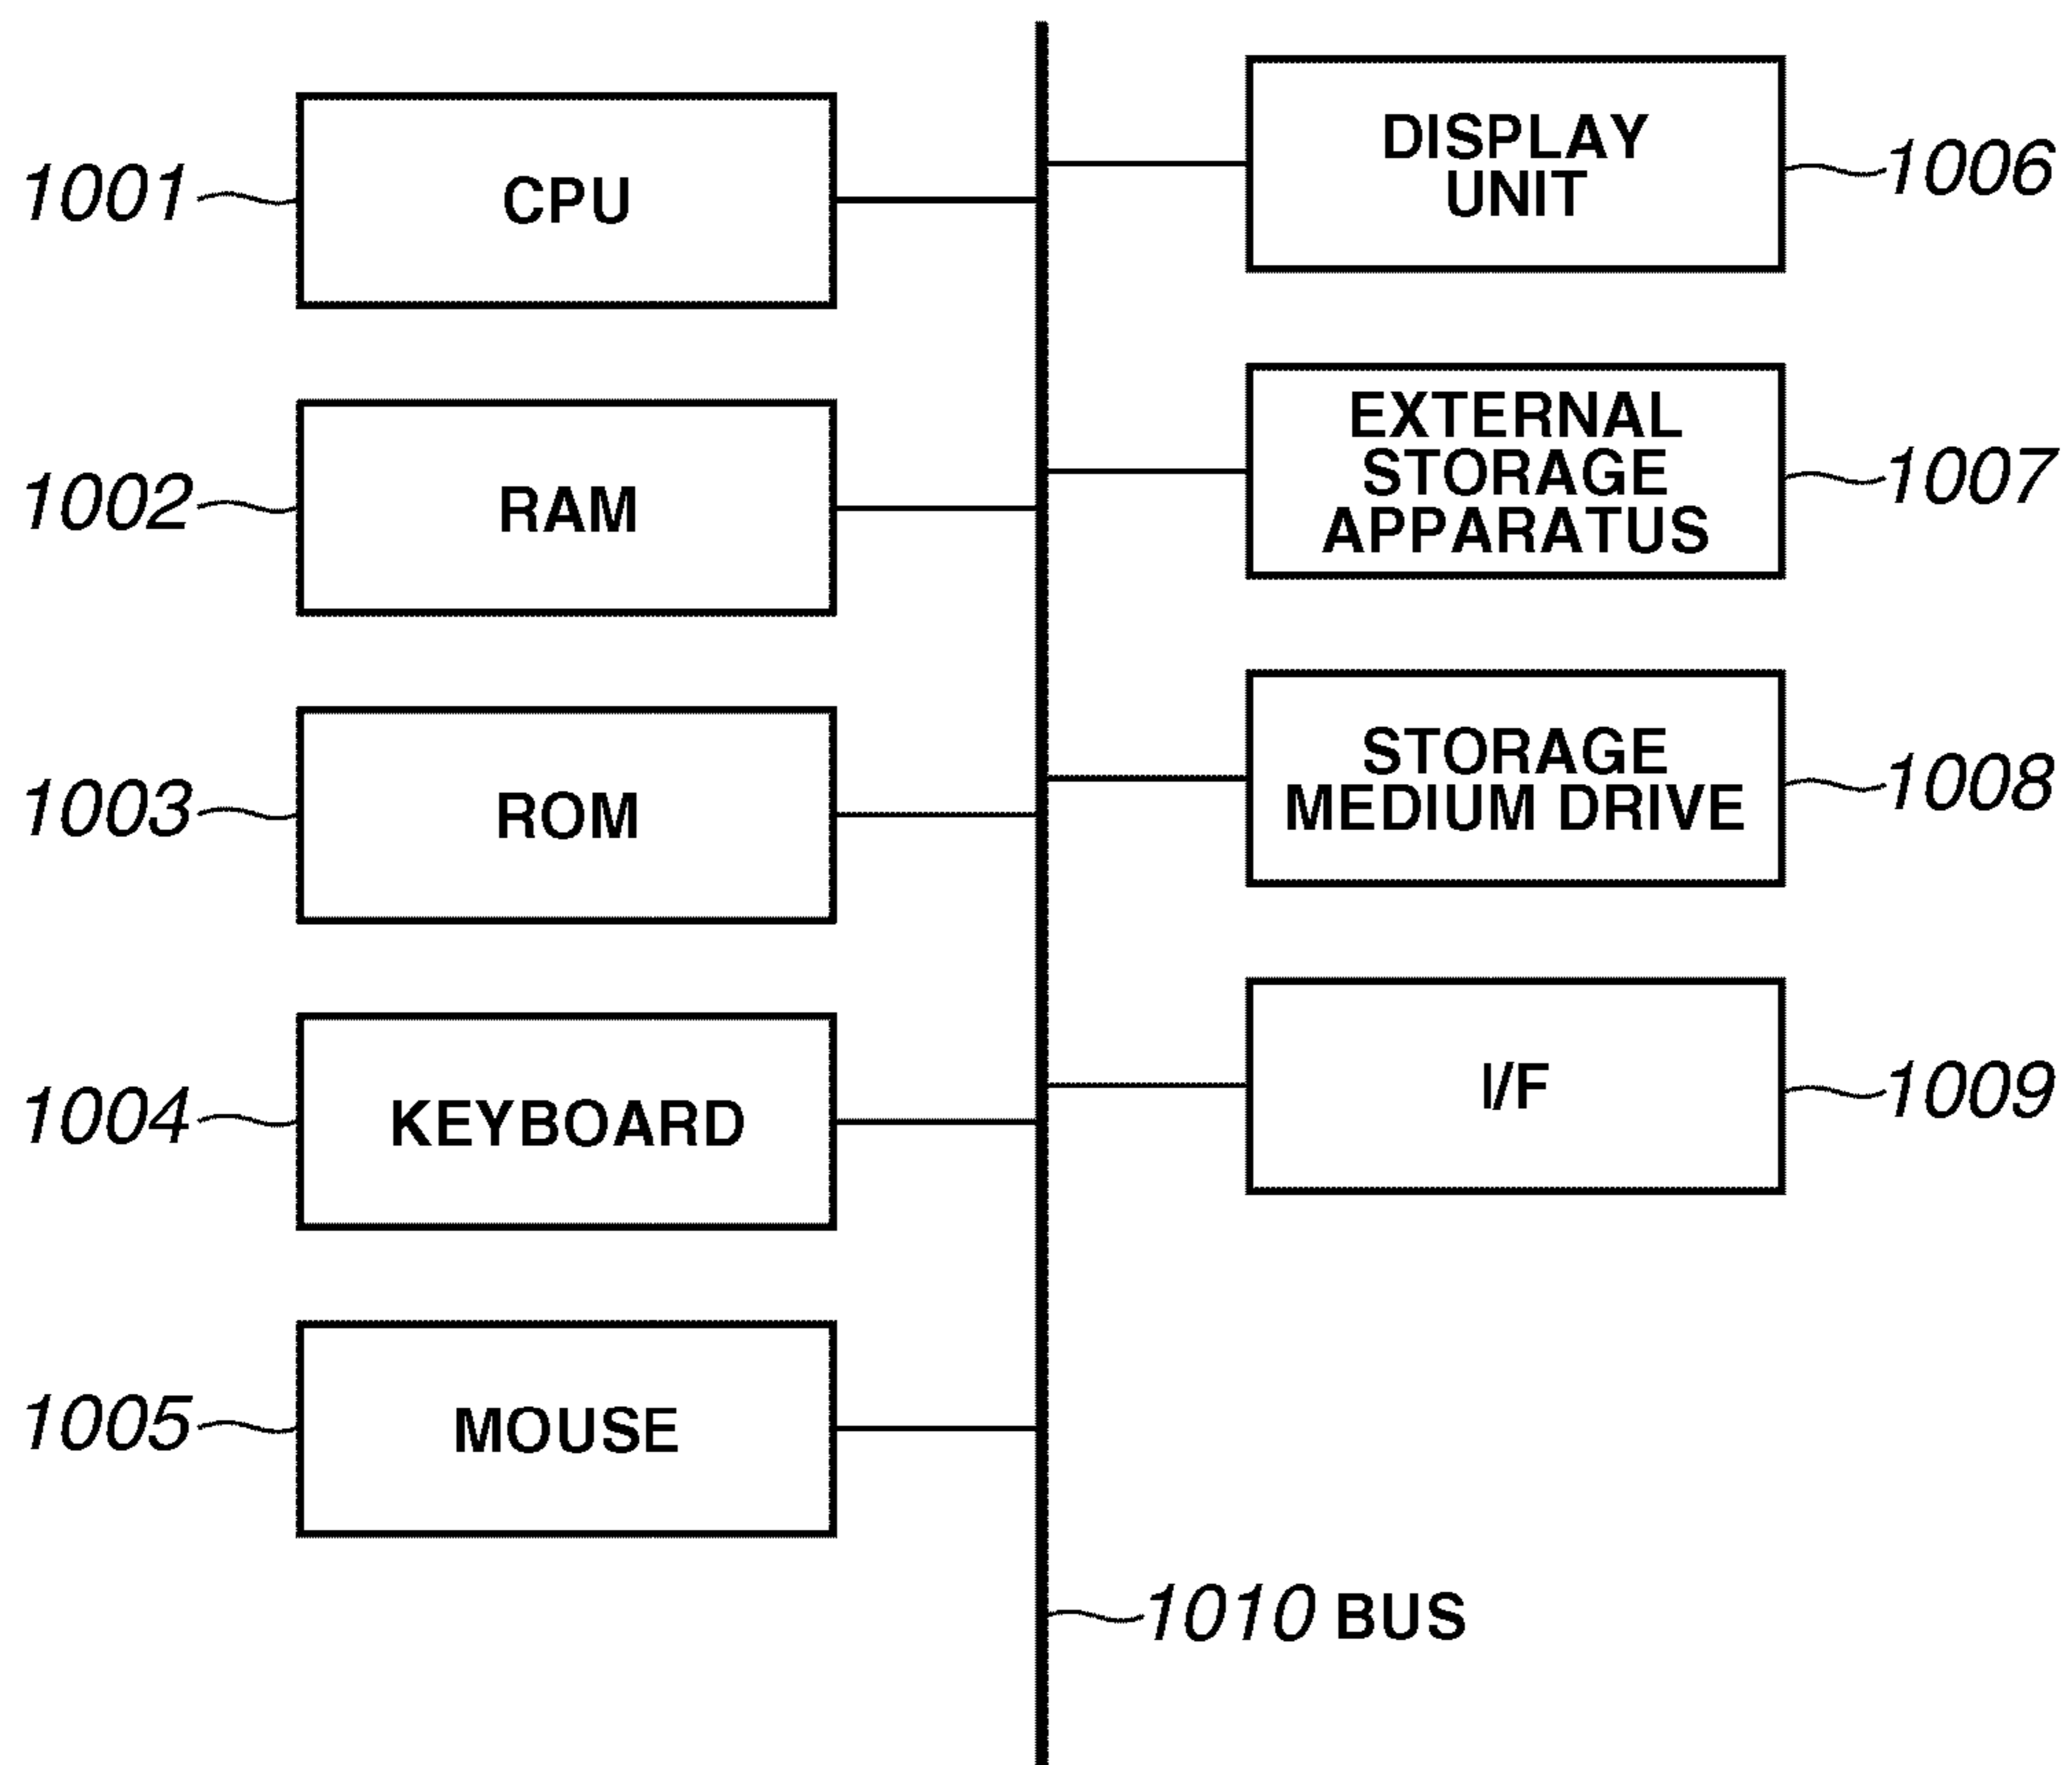 1001
CPU
1002
RAM
1003
ROM
1004
KEYBOARD
1005
MOUSE
DISPLAY
UNIT
1006
EXTERNAL
STORAGE
APPARATUS
1007
STORAGE
MEDIUM DRIVE
1008
I/F
1009
1010 BUS